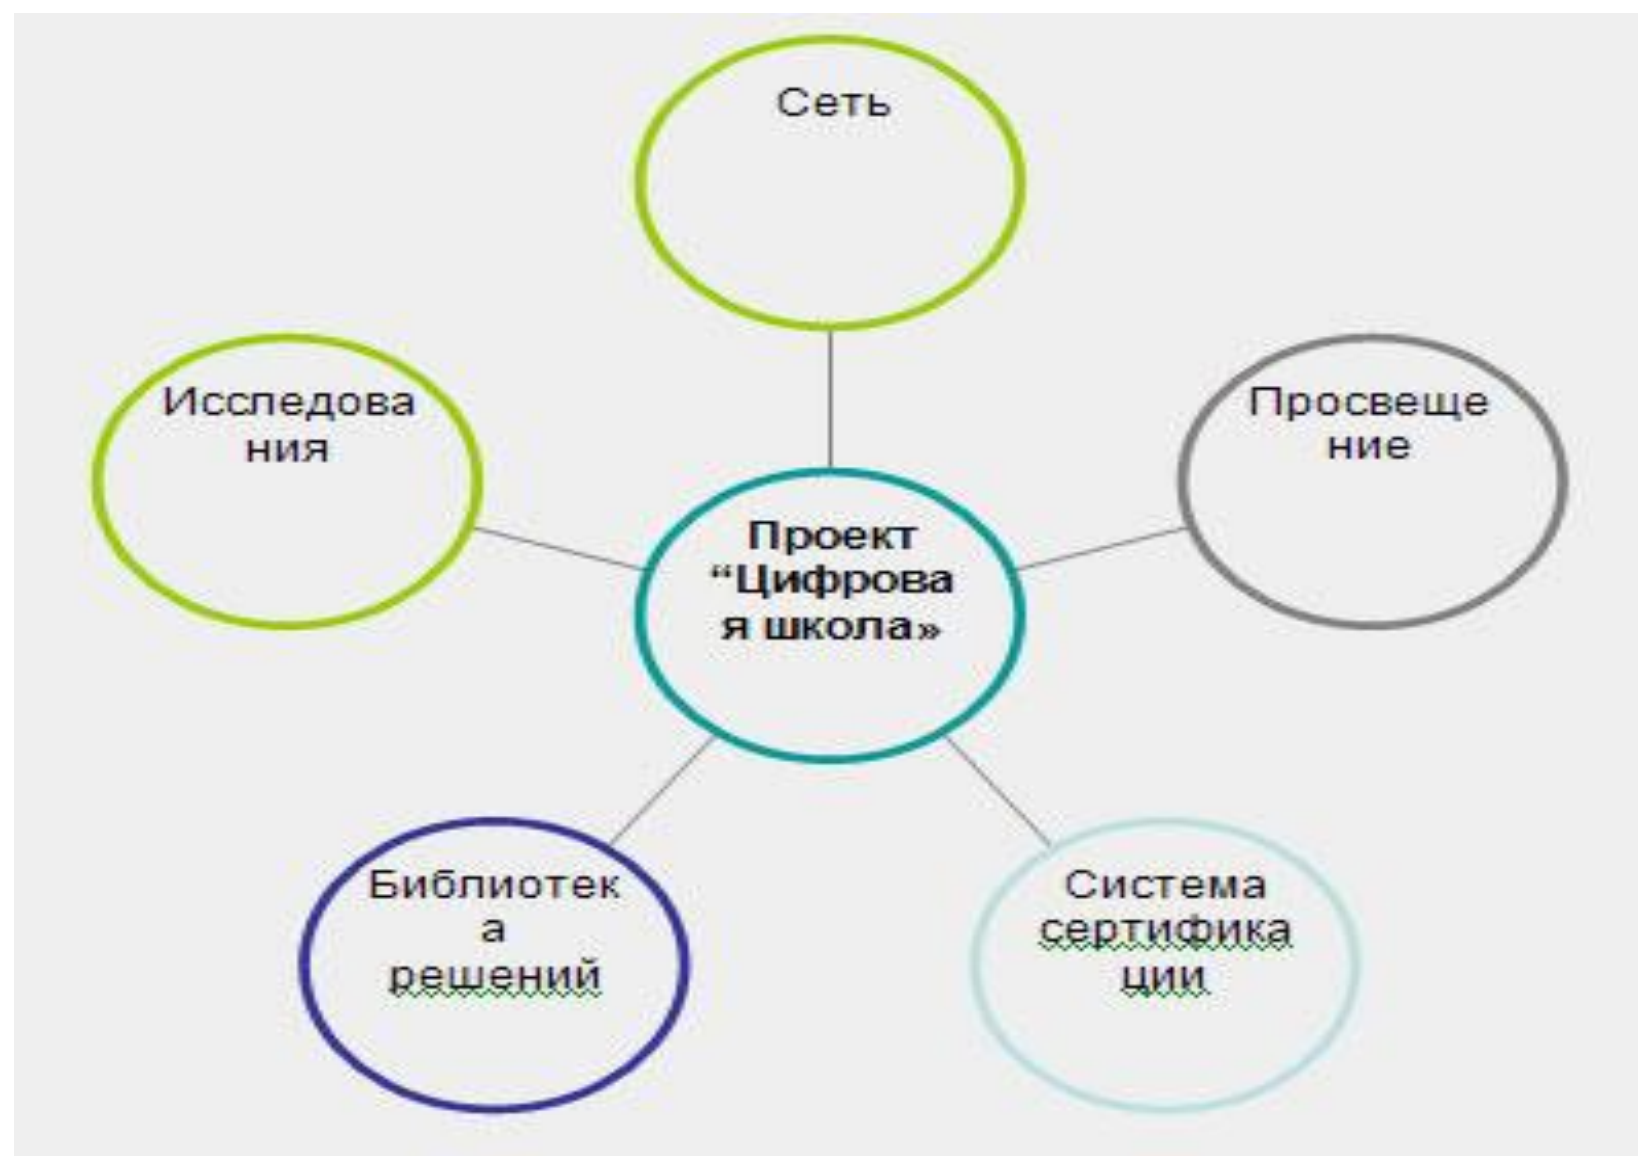 Сеть
Исследова
ния
Просвеще
ние
Проект
“Цифрова
я школа»
Библиотек
а
решений
Система
сертифика
ции